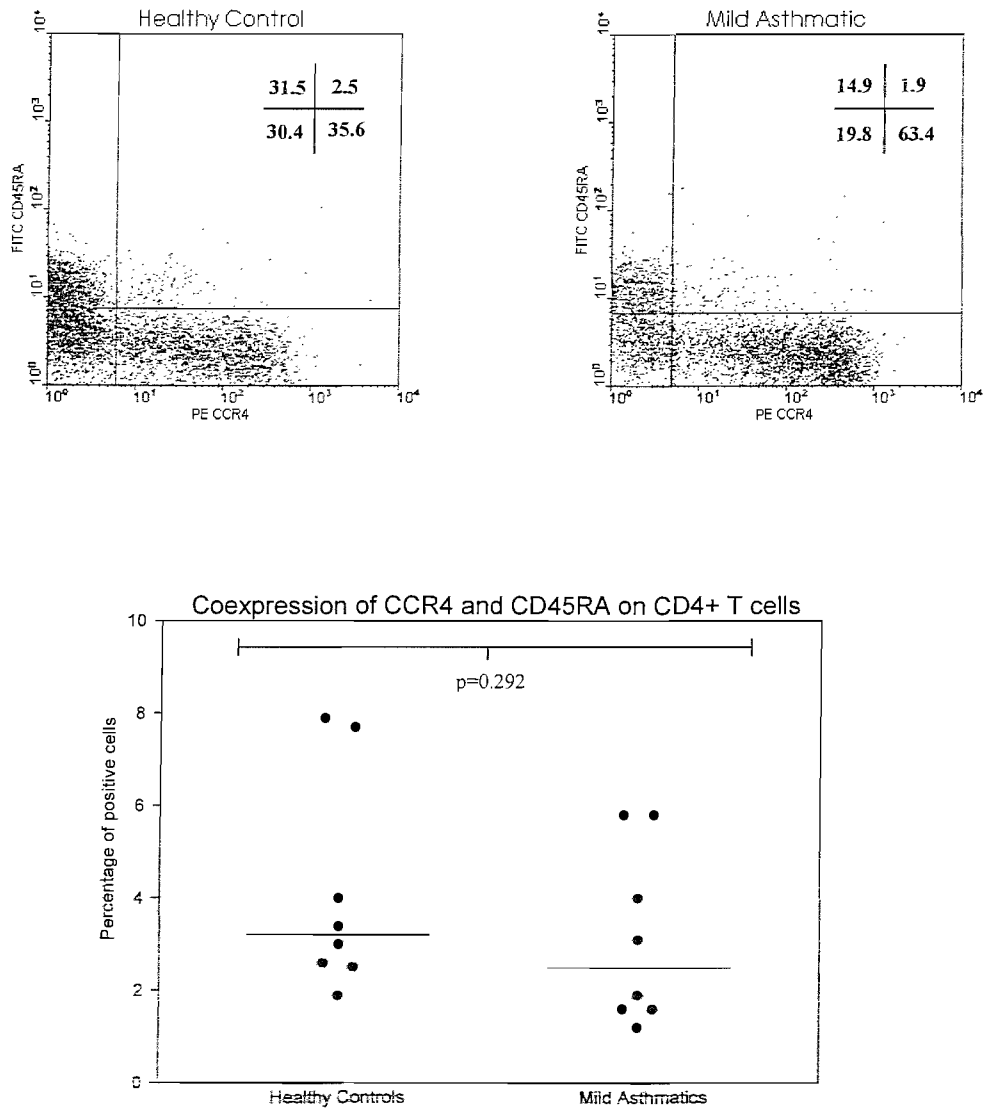 Healthy Control
Mild Asthmatic
10⁴
31.5 2.5
30.4 35.6
10³
10²
10¹
10⁰
FITC CD45RA
10⁰ 10¹ 10² 10³ 10⁴
PE CCR4
10⁴
14.9 1.9
19.8 63.4
10³
10²
10¹
10⁰
FITC CD45RA
10⁰ 10¹ 10² 10³ 10⁴
PE CCR4
Coexpression of CCR4 and CD45RA on CD4+ T cells
10
p=0.292
8
6
4
2
0
Percentage of positive cells
Healthy Controls
Mild Asthmatics